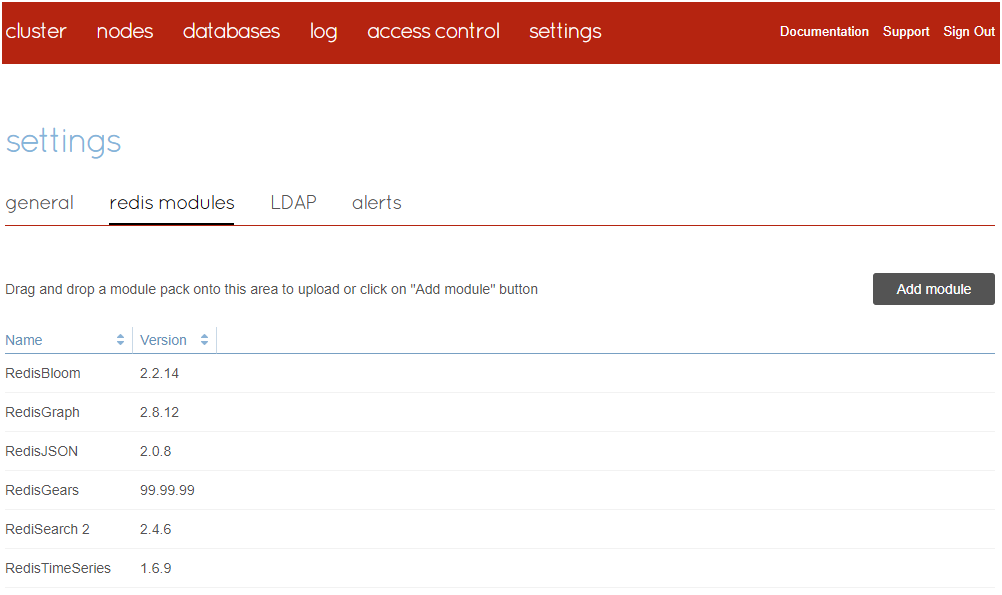 cluster nodes databases log access control settings Documentation Support Sign Out
settings
general redis modules LDAP alerts
Drag and drop a module pack onto this area to upload or click on "Add module" button Add module
Name Version
RedisBloom 2.2.14
RedisGraph 2.8.12
RedisJSON 2.0.8
RedisGears 99.99.99
RediSearch 2 2.4.6
RedisTimeSeries 1.6.9